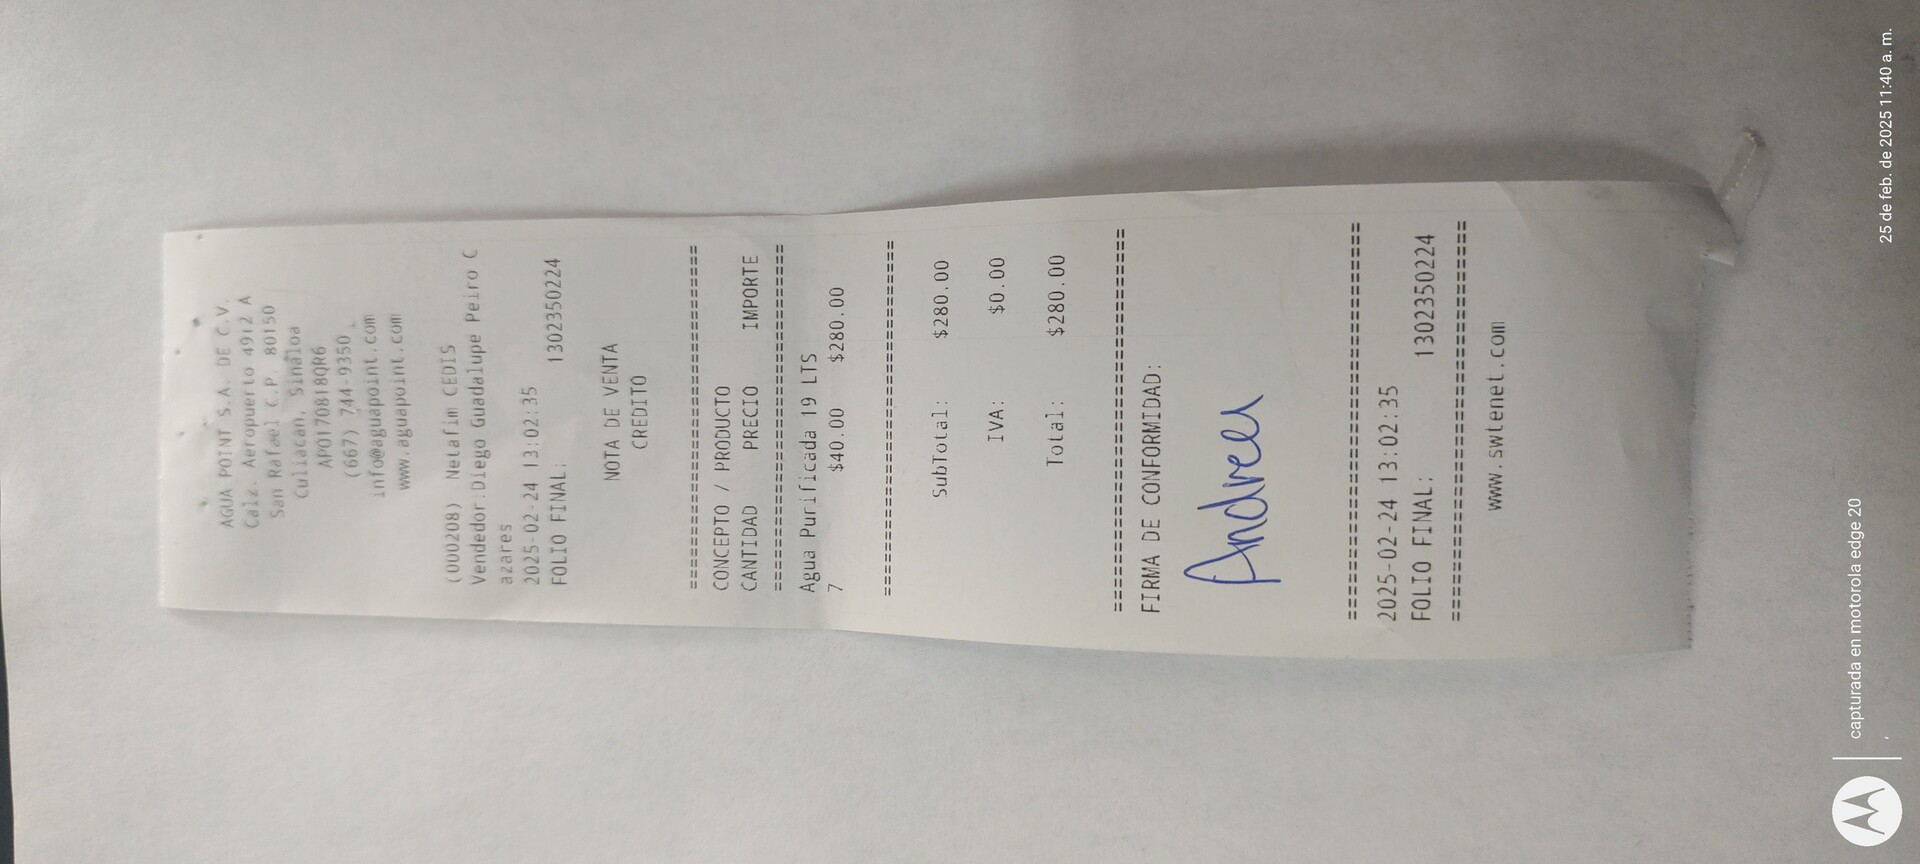 AGUA POINT S.A. DE C.V.
Calz. Aeropuerto 4912 A
San Rafael C.P. 80150
Culiacan, Sinaloa
APO170818QR6
(667) 744-9350
info@aguapoint.com
www.aguapoint.com
(000208) Netafim CEDIS
Vendedor:Diego Guadalupe Peiro C
azares
2025-02-24 13:02:35
FOLIO FINAL: 1302350224
NOTA DE VENTA
CREDITO
================================
CONCEPTO / PRODUCTO
CANTIDAD PRECIO IMPORTE
================================
Agua Purificada 19 LTS
7 $40.00 $280.00
================================
SubTotal: $280.00
IVA: $0.00
Total: $280.00
================================
FIRMA DE CONFORMIDAD:
Andrea
================================
2025-02-24 13:02:35
FOLIO FINAL: 1302350224
================================
www.swtenet.com
capturada en motorola edge 20
25 de feb. de 2025 11:40 a. m.